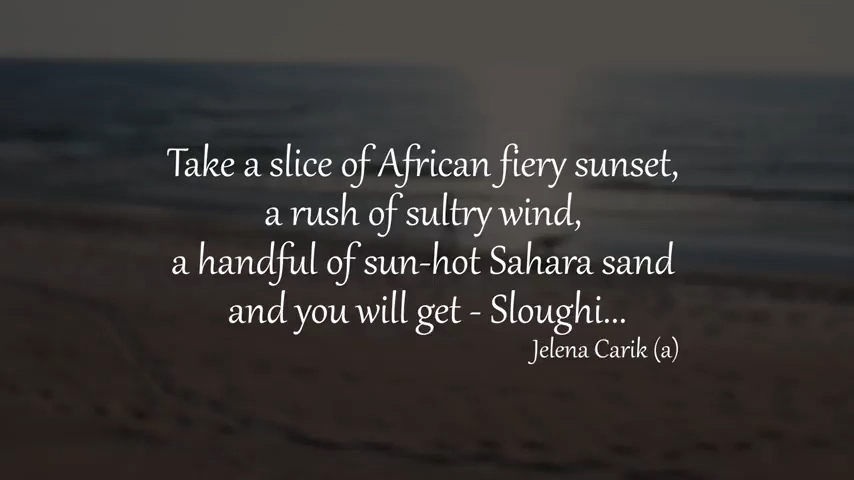 Take a slice of African fiery sunset,
a rush of sultry wind,
a handful of sun-hot Sahara sand
and you will get - Sloughi...
Jelena Carik (a)